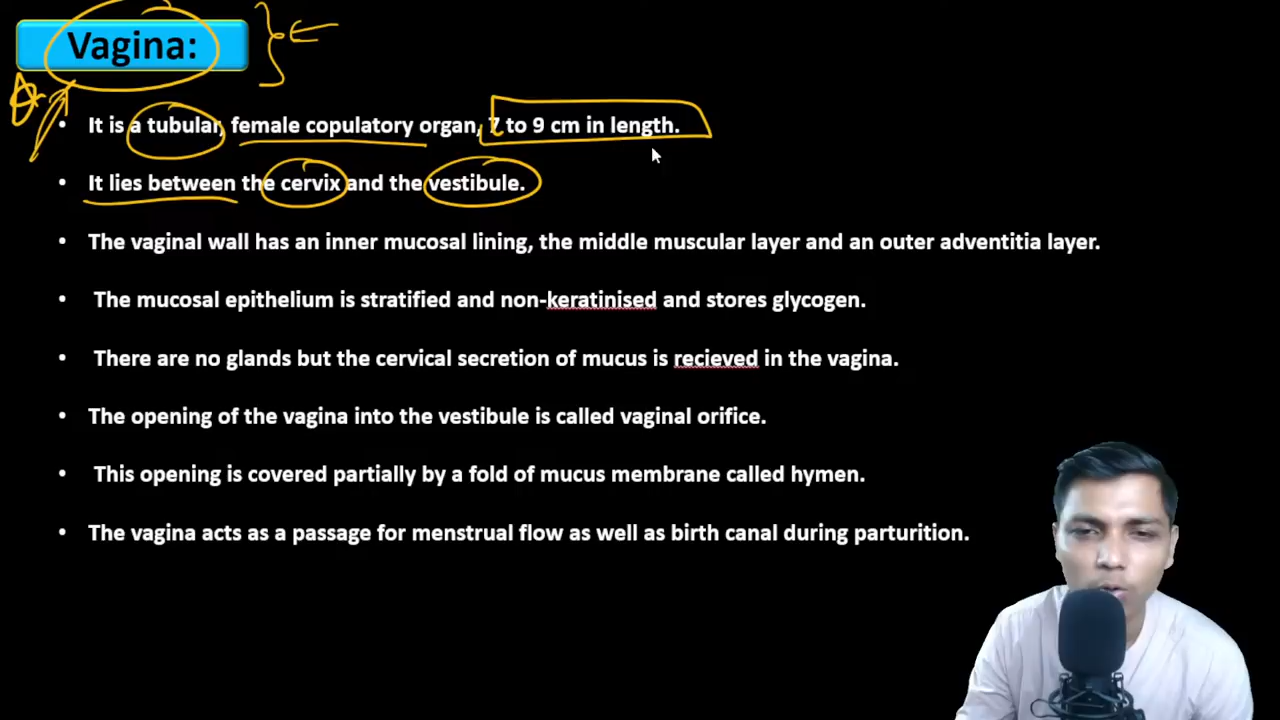 Vagina:
• It is a tubular, female copulatory organ, 7 to 9 cm in length.
• It lies between the cervix and the vestibule.
• The vaginal wall has an inner mucosal lining, the middle muscular layer and an outer adventitia layer.
• The mucosal epithelium is stratified and non-keratinised and stores glycogen.
• There are no glands but the cervical secretion of mucus is recieved in the vagina.
• The opening of the vagina into the vestibule is called vaginal orifice.
• This opening is covered partially by a fold of mucus membrane called hymen.
• The vagina acts as a passage for menstrual flow as well as birth canal during parturition.